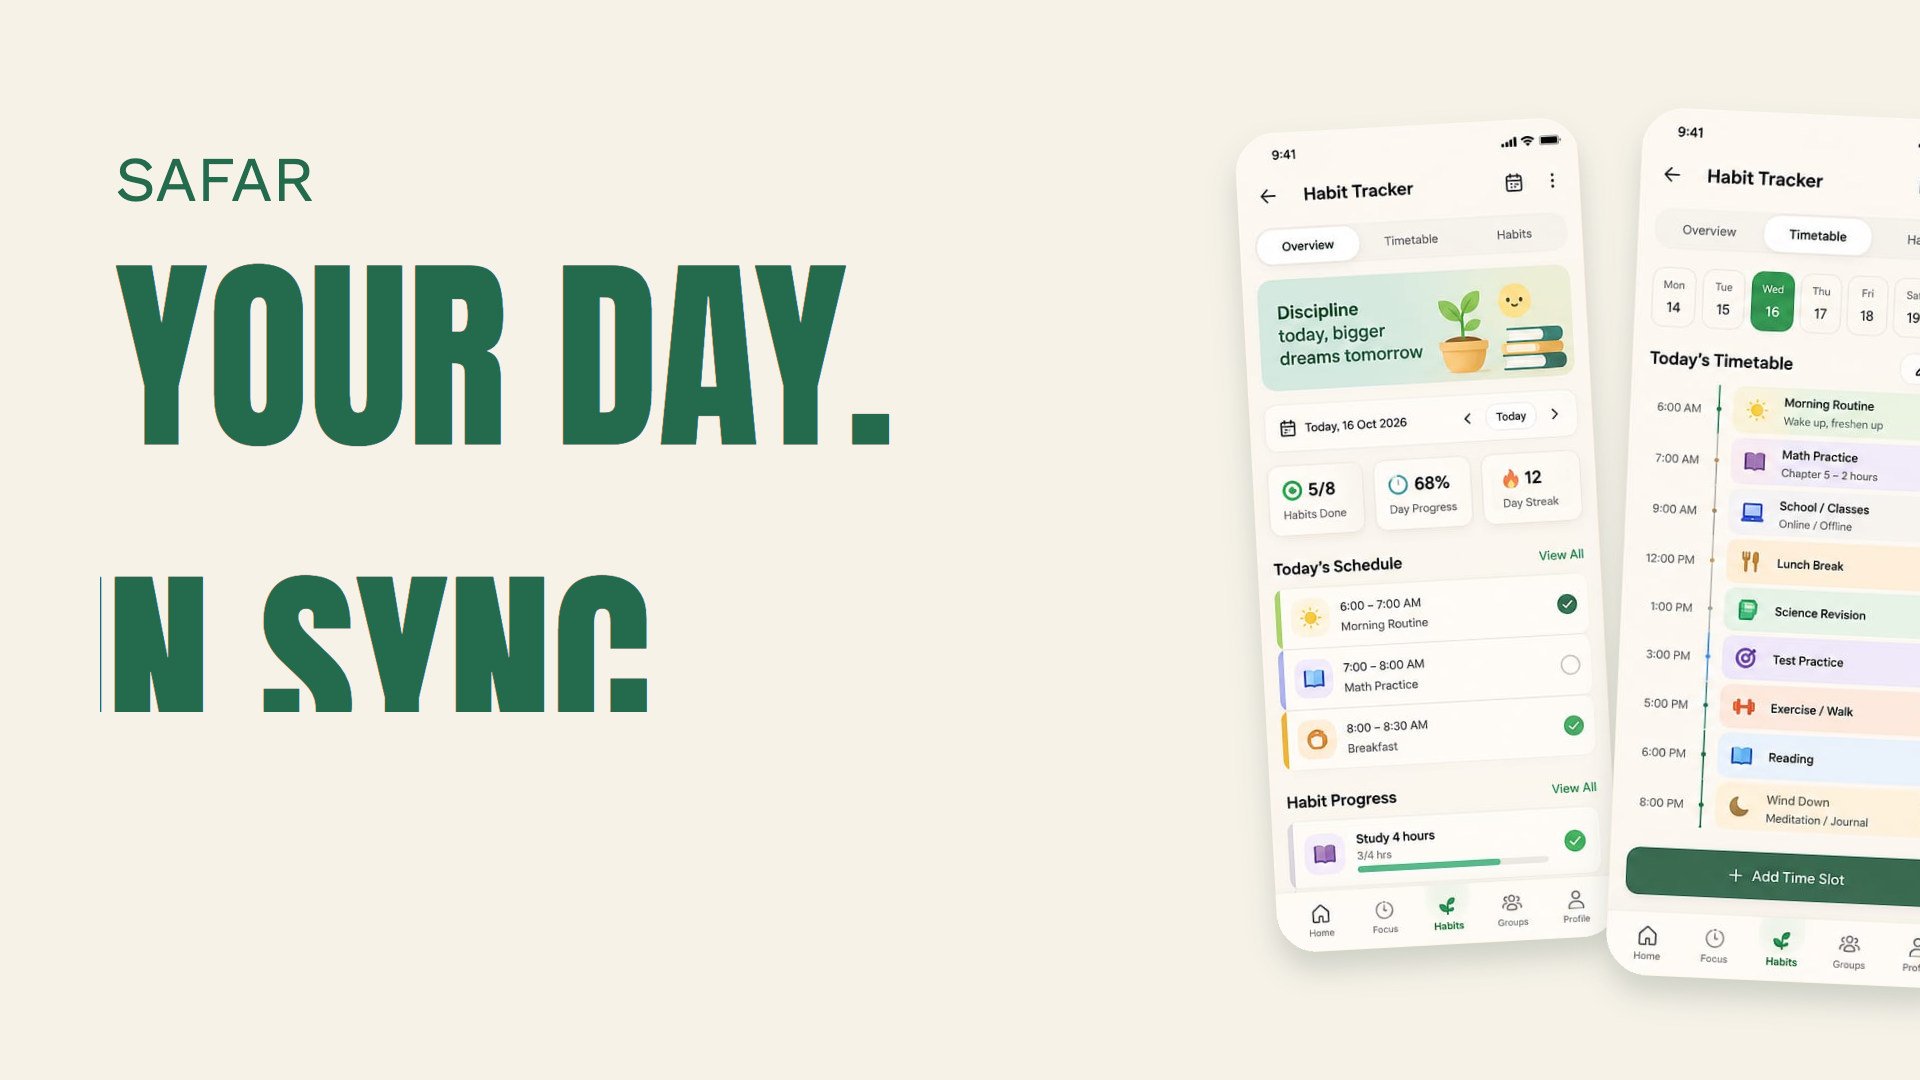 SAFAR
YOUR DAY.
IN SYNC
9:41
Habit Tracker
Overview Timetable Habits
Discipline
today, bigger
dreams tomorrow
Today, 16 Oct 2026
Today
5/8
Habits Done
68%
Day Progress
12
Day Streak
Today's Schedule
View All
6:00 – 7:00 AM
Morning Routine
7:00 – 8:00 AM
Math Practice
8:00 – 8:30 AM
Breakfast
Habit Progress
View All
Study 4 hours
3/4 hrs
Home Focus Habits Groups Profile
9:41
Habit Tracker
Overview Timetable
Mon Tue Wed Thu Fri
14 15 16 17 18 19
Today's Timetable
6:00 AM
Morning Routine
Wake up, freshen up
7:00 AM
Math Practice
Chapter 5 – 2 hours
9:00 AM
School / Classes
Online / Offline
12:00 PM
Lunch Break
1:00 PM
Science Revision
3:00 PM
Test Practice
5:00 PM
Exercise / Walk
6:00 PM
Reading
8:00 PM
Wind Down
Meditation / Journal
+ Add Time Slot
Home Focus Habits Groups